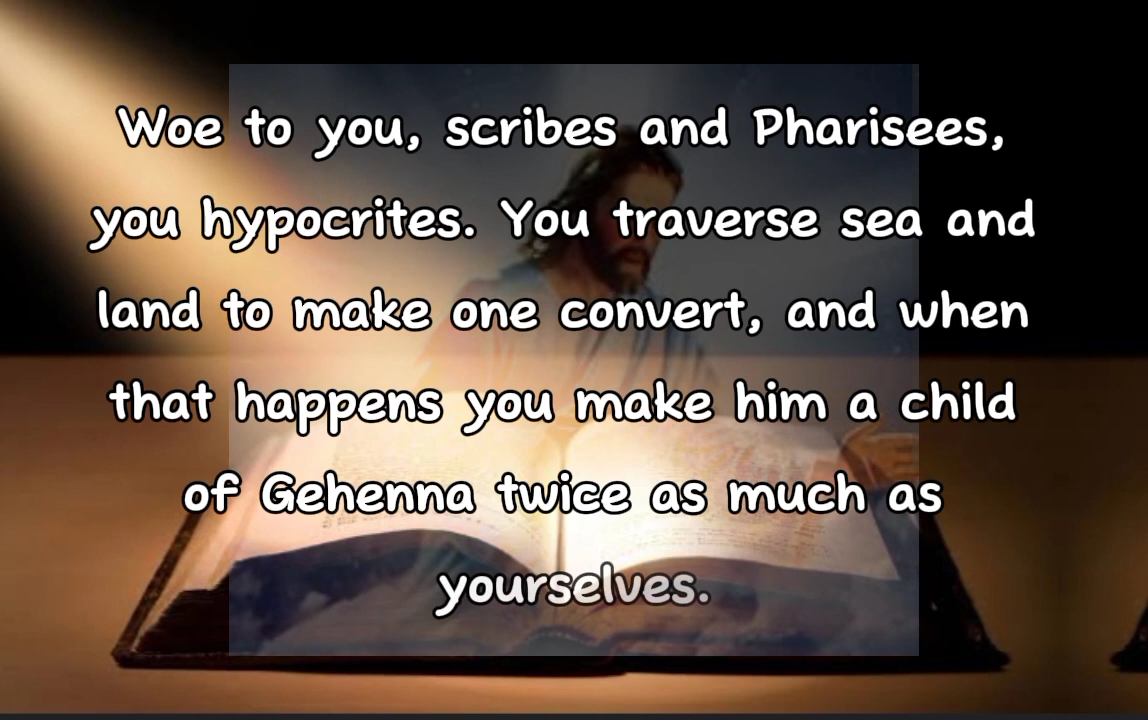 Woe to you, scribes and Pharisees,
you hypocrites. You traverse sea and
land to make one convert, and when
that happens you make him a child
of Gehenna twice as much as
yourselves.